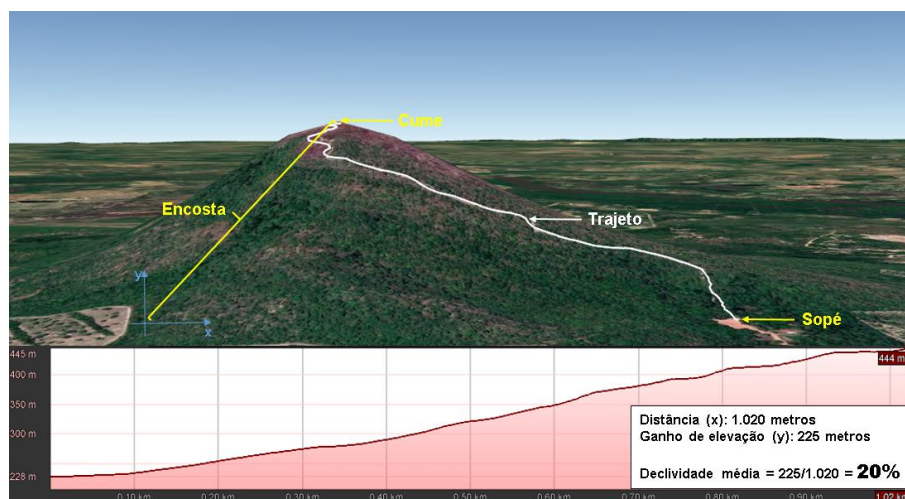 Cume
Encosta
Trajeto
y
x
Sopé
445 m
444 m
400 m
350 m
300 m
228 m
Distância (x): 1.020 metros
Ganho de elevação (y): 225 metros
Declividade média = 225/1.020 = 20%
0.10 km 0.20 km 0.30 km 0.40 km 0.50 km 0.60 km 0.70 km 0.80 km 0.90 km 1.02 km